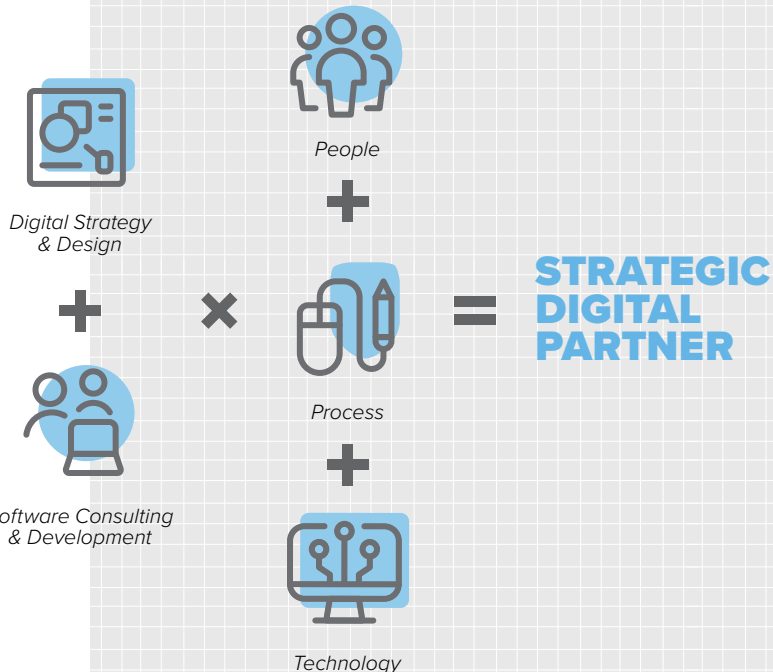 People
Digital Strategy
& Design
STRATEGIC
DIGITAL
PARTNER
Process
oftware Consulting
& Development
Technology